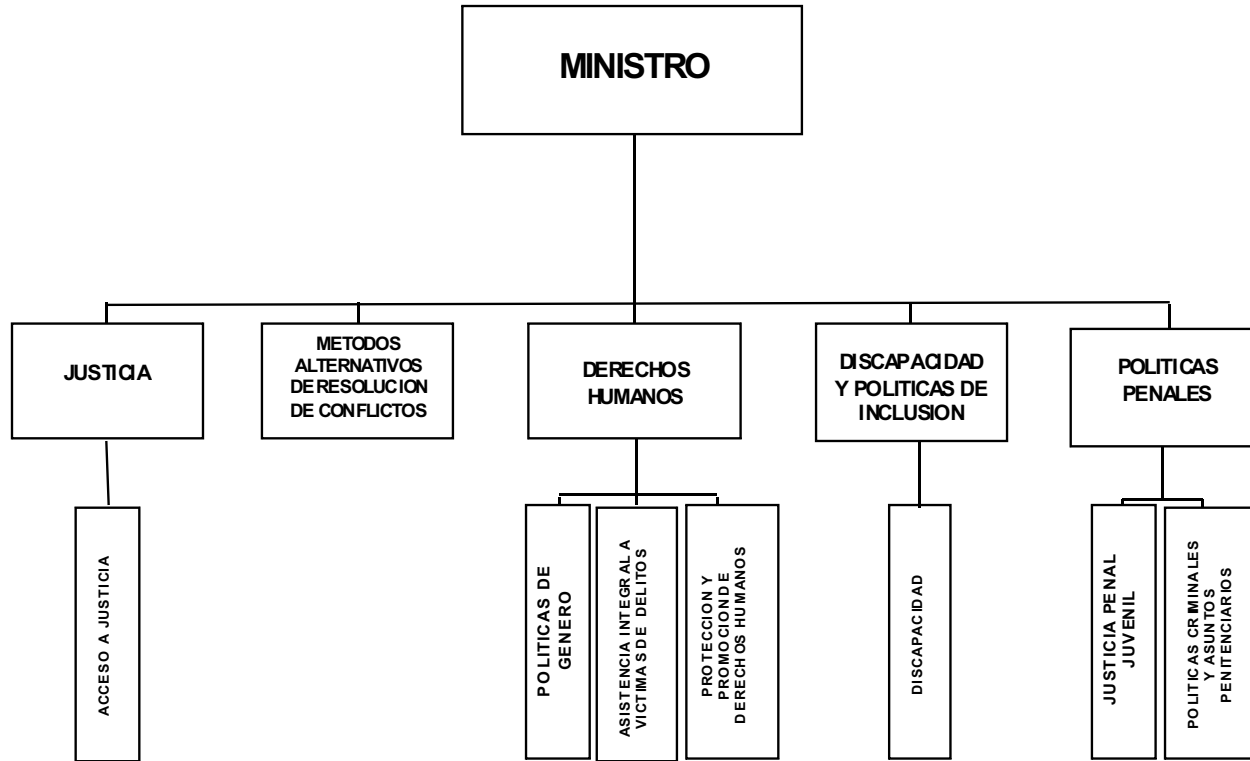 MINISTRO
JUSTICIA
METODOS
ALTERNATIVOS
DE RESOLUCION
DE CONFLICTOS
DERECHOS
HUMANOS
DISCAPACIDAD
Y POLITICAS DE
INCLUSION
POLITICAS
PENALES
ACCESO A JUSTICIA
POLITICAS DE
GENERO
ASISTENCIA INTEGRAL A
VICTIMAS DE DELITOS
PROTECCION Y
PROMOCION DE
DERECHOS HUMANOS
DISCAPACIDAD
JUSTICIA PENAL
JUVENIL
POLITICAS CRIMINALES
Y ASUNTOS
PENITENCIARIOS